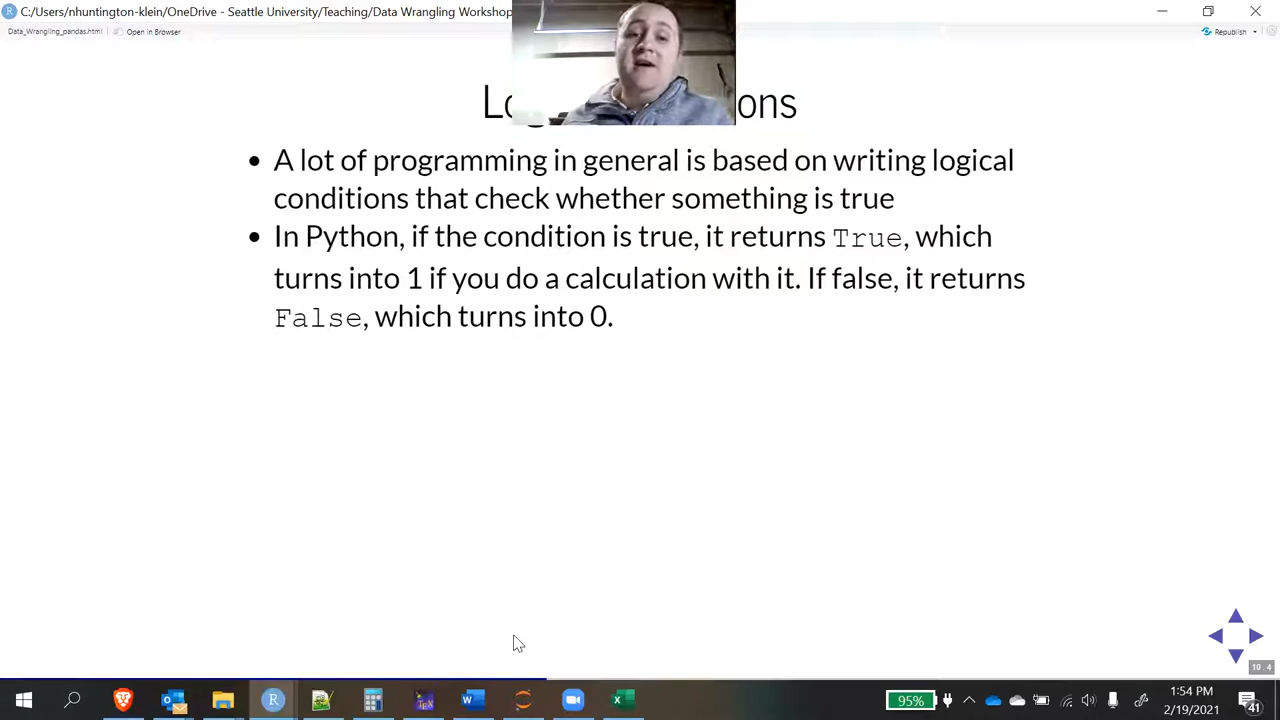 C:/Users/nhuntington-klein/OneDrive - Seattle University/Teaching/Data Wrangling Workshop
Data_Wrangling_pandas.html
Open in Browser
Republish
A lot of programming in general is based on writing logical
conditions that check whether something is true
In Python, if the condition is true, it returns True, which
turns into 1 if you do a calculation with it. If false, it returns
False, which turns into 0.
10.4
95%
1:54 PM
2/19/2021
41